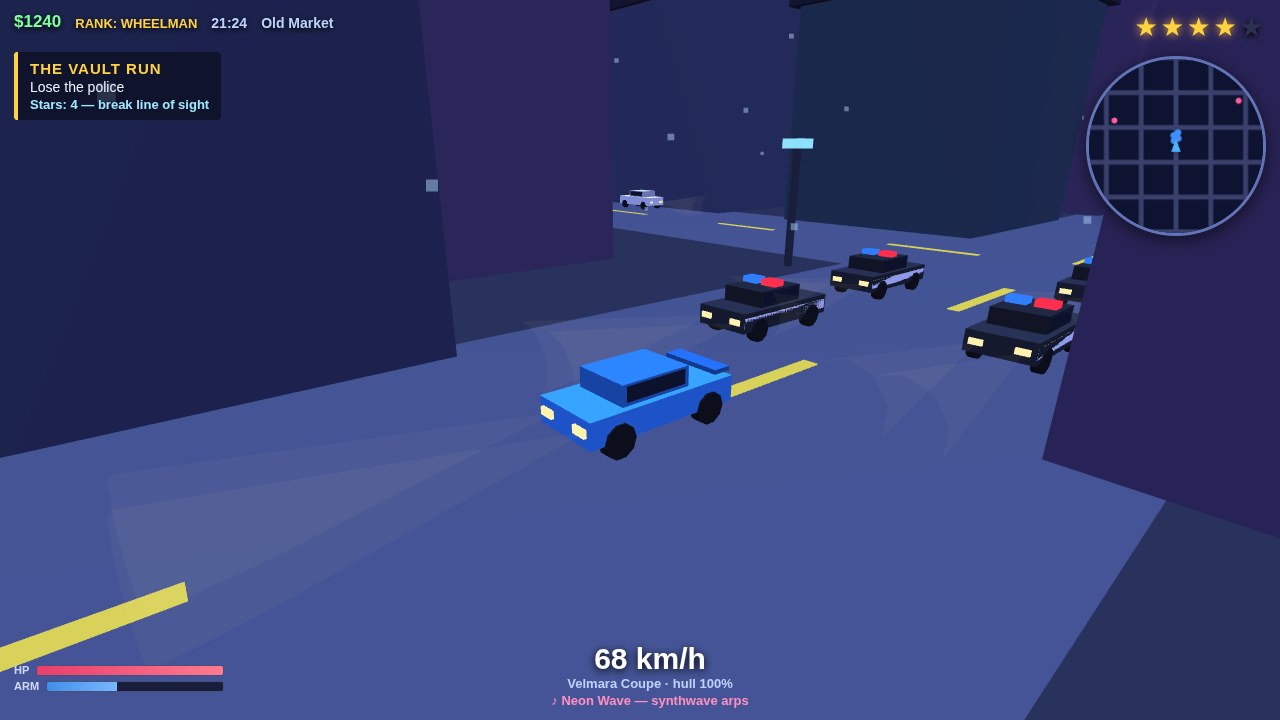 $1240 RANK: WHEELMAN 21:24 Old Market
THE VAULT RUN
Lose the police
Stars: 4 — break line of sight
HP
ARM
68 km/h
Velmara Coupe · hull 100%
♪ Neon Wave — synthwave arps